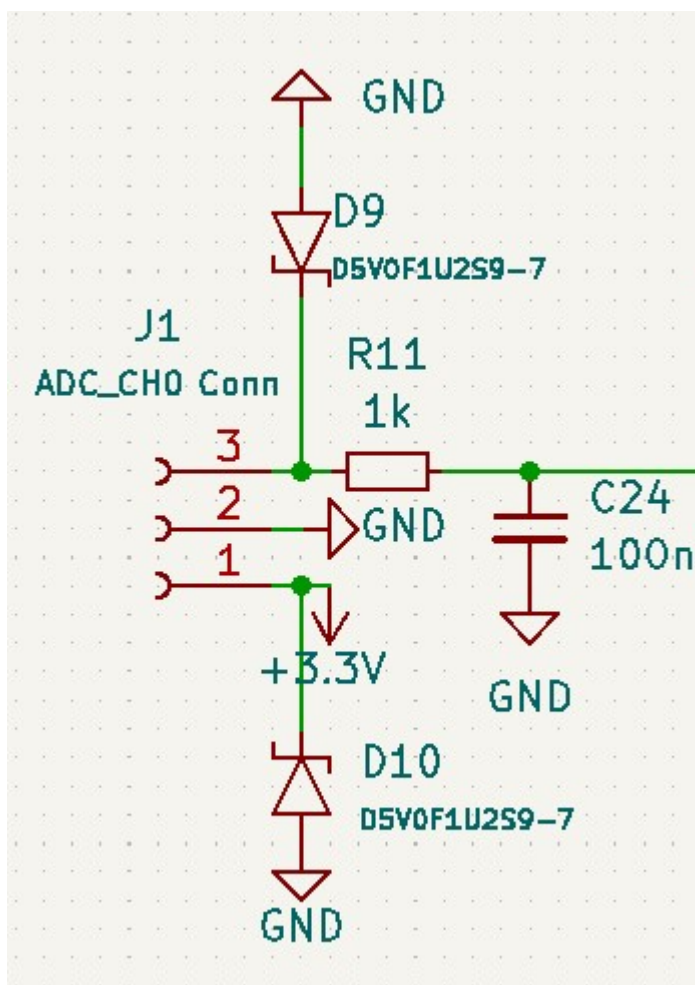 GND
D9
D5V0F1U2S9-7
J1
ADC_CH0 Conn
R11
1k
3
2
GND
1
C24
100n
+3.3V
GND
D10
D5V0F1U2S9-7
GND